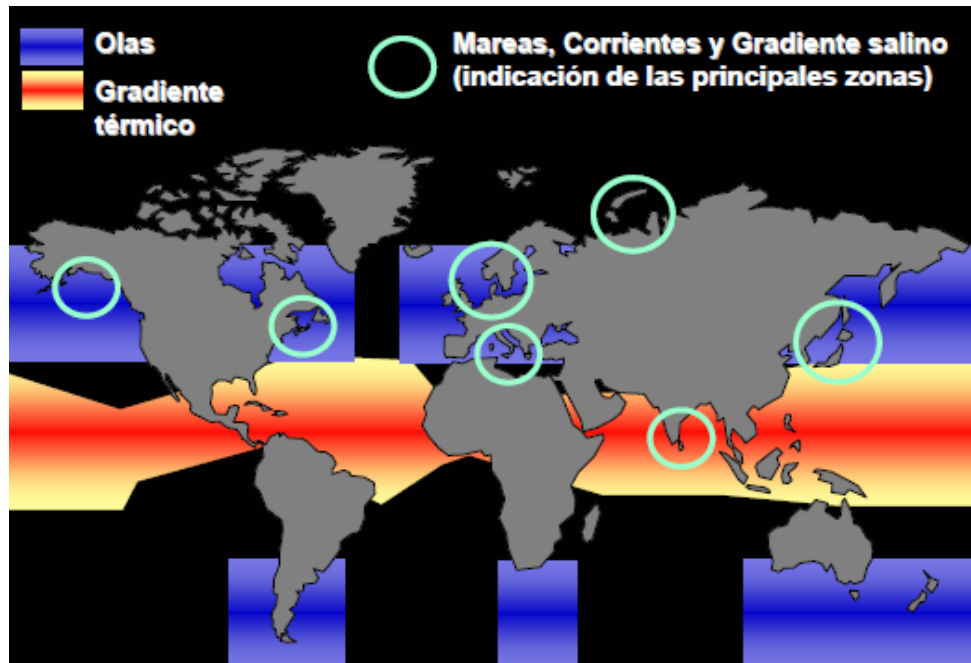 Olas
Gradiente
térmico
Mareas, Corrientes y Gradiente salino
(indicación de las principales zonas)